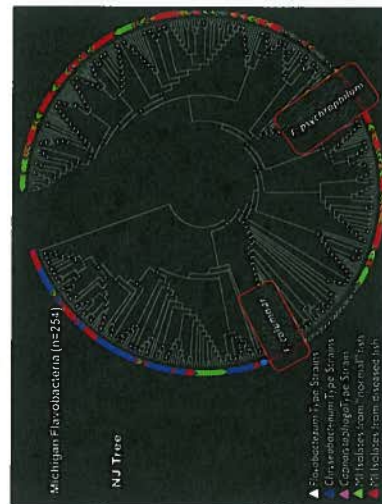 Michigan Flavobacteria (n=254)
NJ Tree
F. psychrophilum
F. columnare
Flavobacterium Type Strains
Chryseobacterium Type Strains
Capnocytophaga Type Strains
MI Isolates from "normal" fish
MI Isolates from diseased fish